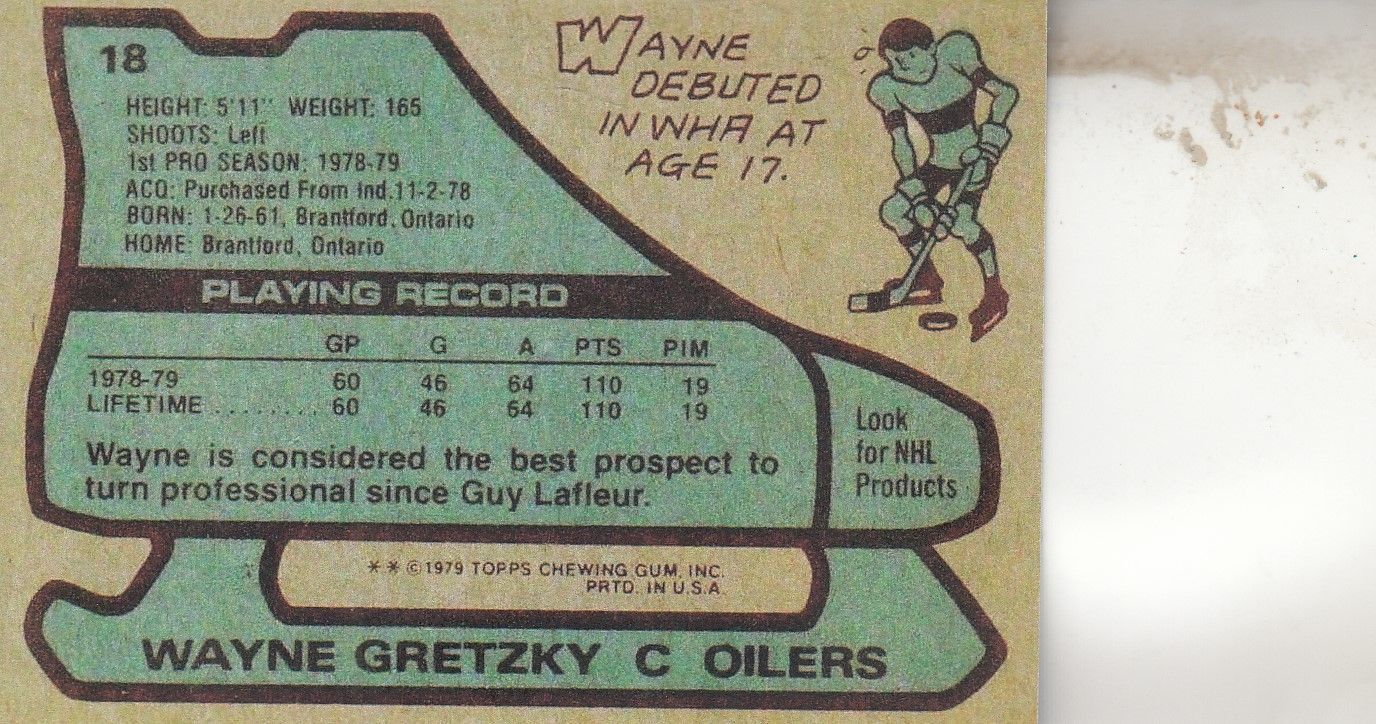 18
WAYNE
DEBUTED
IN WHA AT
AGE 17.
HEIGHT: 5'11" WEIGHT: 165
SHOOTS: Left
1st PRO SEASON: 1978-79
ACQ: Purchased From Ind.11-2-78
BORN: 1-26-61, Brantford, Ontario
HOME: Brantford, Ontario
PLAYING RECORD
GP G A PTS PIM
1978-79 60 46 64 110 19
LIFETIME ........ 60 46 64 110 19
Wayne is considered the best prospect to
turn professional since Guy Lafleur.
Look
for NHL
Products
* * ©1979 TOPPS CHEWING GUM, INC.
PRTD. IN U.S.A.
WAYNE GRETZKY C OILERS